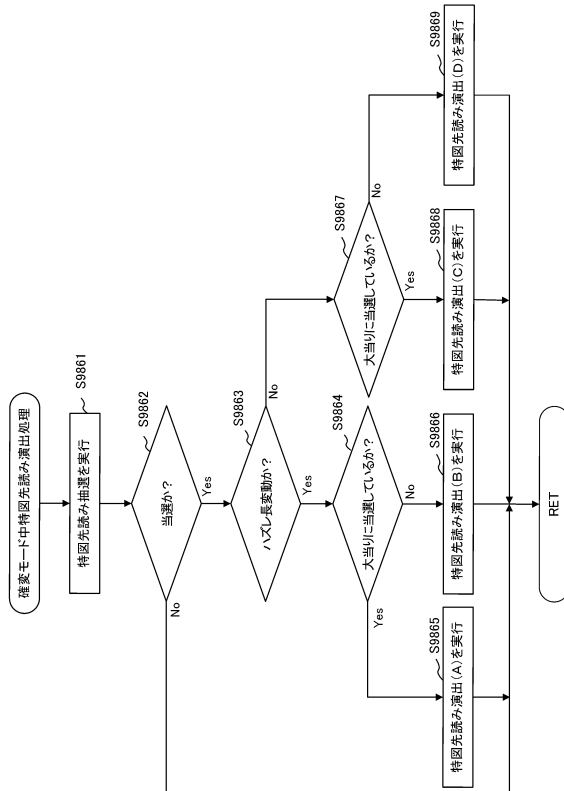 確変モード中特図先読み演出処理
S9861
特図先読み抽選を実行
S9862
当選か？
No
Yes
S9863
ハズレ長変動か？
No
Yes
S9864
大当りに当選しているか？
Yes
No
S9867
大当りに当選しているか？
No
Yes
S9865
特図先読み演出(A)を実行
S9866
特図先読み演出(B)を実行
S9868
特図先読み演出(C)を実行
S9869
特図先読み演出(D)を実行
RET